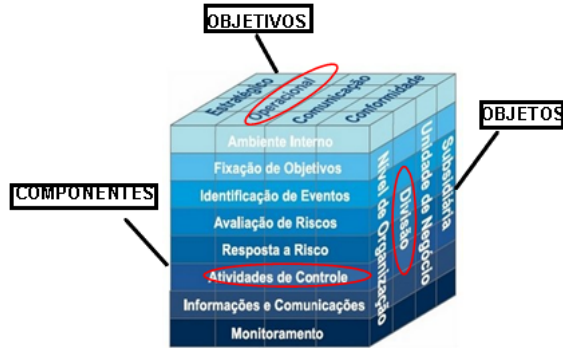 OBJETIVOS
Estratégico
Operacional
Comunicação
Conformidade
OBJETOS
COMPONENTES
Ambiente Interno
Fixação de Objetivos
Identificação de Eventos
Avaliação de Riscos
Resposta a Risco
Atividades de Controle
Informações e Comunicações
Monitoramento
Nível de Organização
Divisão
Unidade de Negócio
Subsidiária